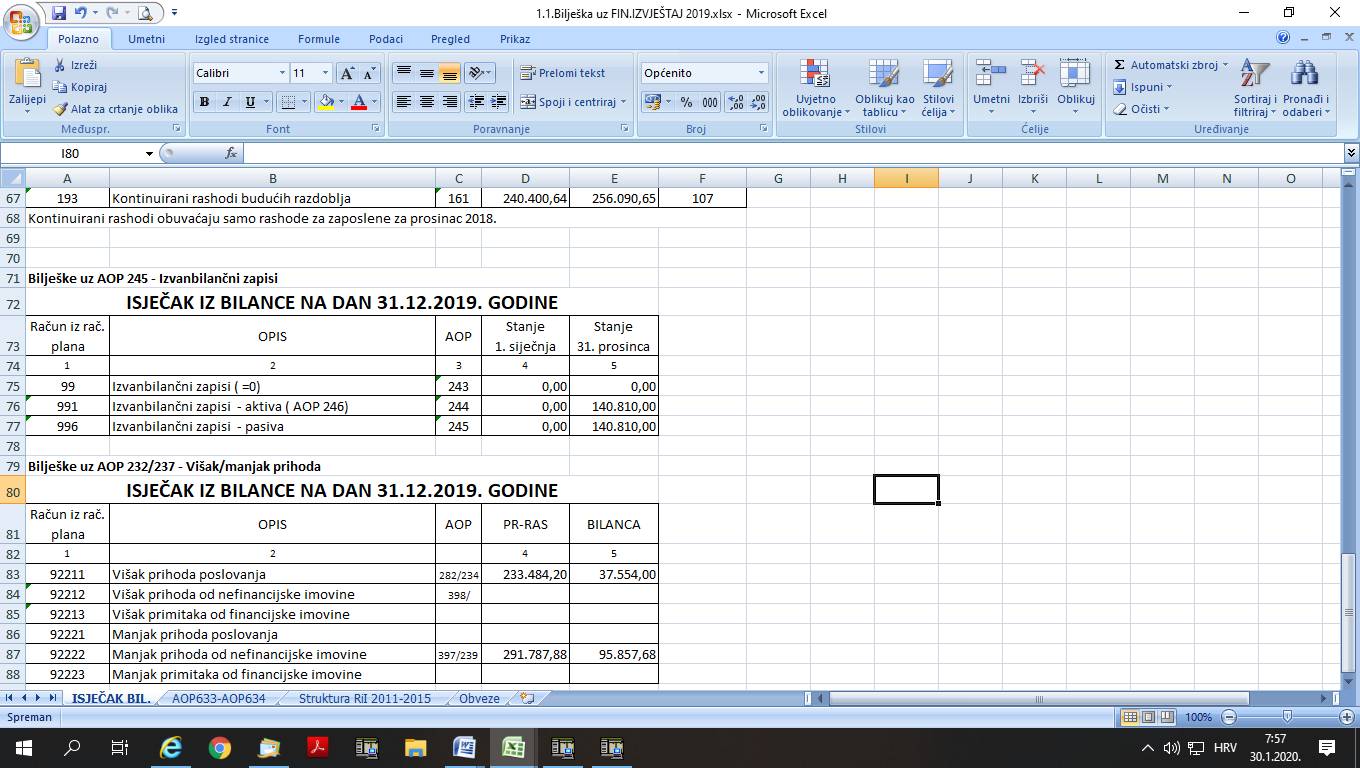 1.1.Bilješka uz FIN.IZVJEŠTAJ 2019.xlsx - Microsoft Excel
Polazno Umetni Izgled stranice Formule Podaci Pregled Prikaz
Zalijepi
Izreži
Kopiraj
Alat za crtanje oblika
Međuspr.
Calibri 11
B I U
Font
Prelomi tekst
Spoji i centriraj
Poravnanje
Općenito
% 000
Broj
Uvjetno oblikovanje
Oblikuj kao tablicu
Stilovi ćelija
Stilovi
Umetni Izbriši Oblikuj
Ćelije
Automatski zbroj
Ispuni
Očisti
Sortiraj i filtriraj
Pronađi i odaberi
Uređivanje
I80 fx
A B C D E F G H I J K L M N O
67 193 Kontinuirani rashodi budućih razdoblja 161 240.400,64 256.090,65 107
68 Kontinuirani rashodi obuvaćaju samo rashode za zaposlene za prosinac 2018.
69
70
71 Bilješke uz AOP 245 - Izvanbilančni zapisi
72 ISJEČAK IZ BILANCE NA DAN 31.12.2019. GODINE
73 Račun iz rač. plana OPIS AOP Stanje 1. siječnja Stanje 31. prosinca
74 1 2 3 4 5
75 99 Izvanbilančni zapisi ( =0) 243 0,00 0,00
76 991 Izvanbilančni zapisi - aktiva ( AOP 246) 244 0,00 140.810,00
77 996 Izvanbilančni zapisi - pasiva 245 0,00 140.810,00
78
79 Bilješke uz AOP 232/237 - Višak/manjak prihoda
80 ISJEČAK IZ BILANCE NA DAN 31.12.2019. GODINE
81 Račun iz rač. plana OPIS AOP PR-RAS BILANCA
82 1 2 4 5
83 92211 Višak prihoda poslovanja 282/234 233.484,20 37.554,00
84 92212 Višak prihoda od nefinancijske imovine 398/
85 92213 Višak primitaka od financijske imovine
86 92221 Manjak prihoda poslovanja
87 92222 Manjak prihoda od nefinancijske imovine 397/239 291.787,88 95.857,68
88 92223 Manjak primitaka od financijske imovine
ISJEČAK BIL. AOP633-AOP634 Struktura RiI 2011-2015 Obveze
Spreman 100%
HRV
7:57
30.1.2020.